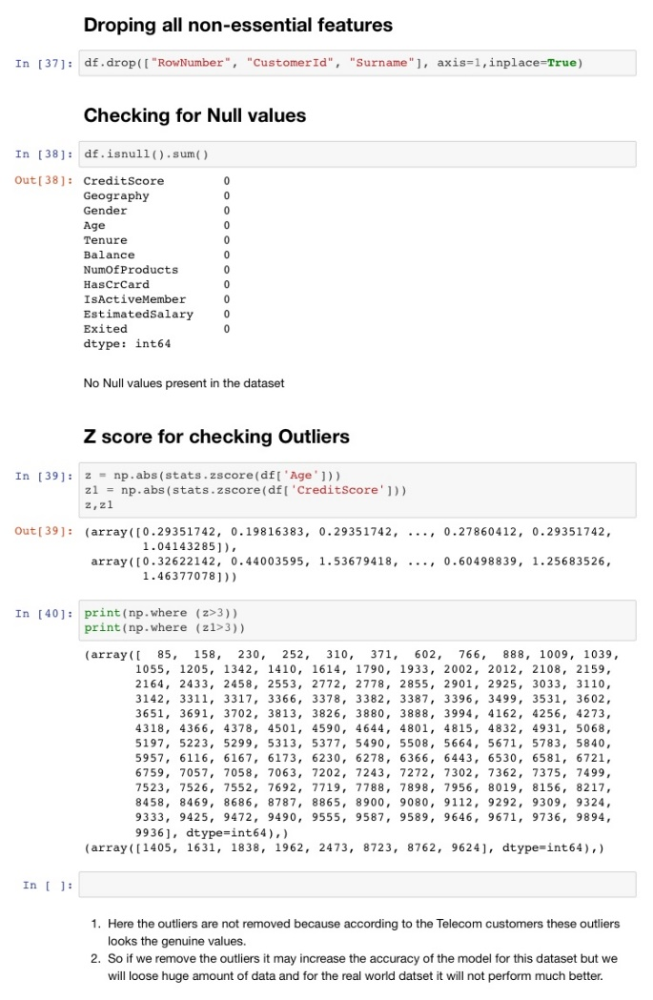 Droping all non-essential features
In [37]: df.drop(["RowNumber", "CustomerId", "Surname"], axis=1,inplace=True)
Checking for Null values
In [38]: df.isnull().sum()
Out[38]: CreditScore 0
Geography 0
Gender 0
Age 0
Tenure 0
Balance 0
NumOfProducts 0
HasCrCard 0
IsActiveMember 0
EstimatedSalary 0
Exited 0
dtype: int64
No Null values present in the dataset
Z score for checking Outliers
In [39]: z = np.abs(stats.zscore(df['Age']))
z1 = np.abs(stats.zscore(df['CreditScore']))
z,z1
Out[39]: (array([0.29351742, 0.19816383, 0.29351742, ..., 0.27860412, 0.29351742,
1.04143285]),
array([0.32622142, 0.44003595, 1.53679418, ..., 0.60498839, 1.25683526,
1.46377078]))
In [40]: print(np.where (z>3))
print(np.where (z1>3))
(array([ 85, 158, 230, 252, 310, 371, 602, 766, 888, 1009, 1039,
1055, 1205, 1342, 1410, 1614, 1790, 1933, 2002, 2012, 2108, 2159,
2164, 2433, 2458, 2553, 2772, 2778, 2855, 2901, 2925, 3033, 3110,
3142, 3311, 3317, 3366, 3378, 3382, 3387, 3396, 3499, 3531, 3602,
3651, 3691, 3702, 3813, 3826, 3880, 3888, 3994, 4162, 4256, 4273,
4318, 4366, 4378, 4501, 4590, 4644, 4801, 4815, 4832, 4931, 5068,
5197, 5223, 5299, 5313, 5377, 5490, 5508, 5664, 5671, 5783, 5840,
5957, 6116, 6167, 6173, 6230, 6278, 6366, 6443, 6530, 6581, 6721,
6759, 7057, 7058, 7063, 7202, 7243, 7272, 7302, 7362, 7375, 7499,
7523, 7526, 7552, 7692, 7719, 7788, 7898, 7956, 8019, 8156, 8217,
8458, 8469, 8686, 8787, 8865, 8900, 9080, 9112, 9292, 9309, 9324,
9333, 9425, 9472, 9490, 9555, 9587, 9589, 9646, 9671, 9736, 9894,
9936], dtype=int64),)
(array([1405, 1631, 1838, 1962, 2473, 8723, 8762, 9624], dtype=int64),)
In [ ]:
1. Here the outliers are not removed because according to the Telecom customers these outliers
looks the genuine values.
2. So if we remove the outliers it may increase the accuracy of the model for this dataset but we
will loose huge amount of data and for the real world datset it will not perform much better.